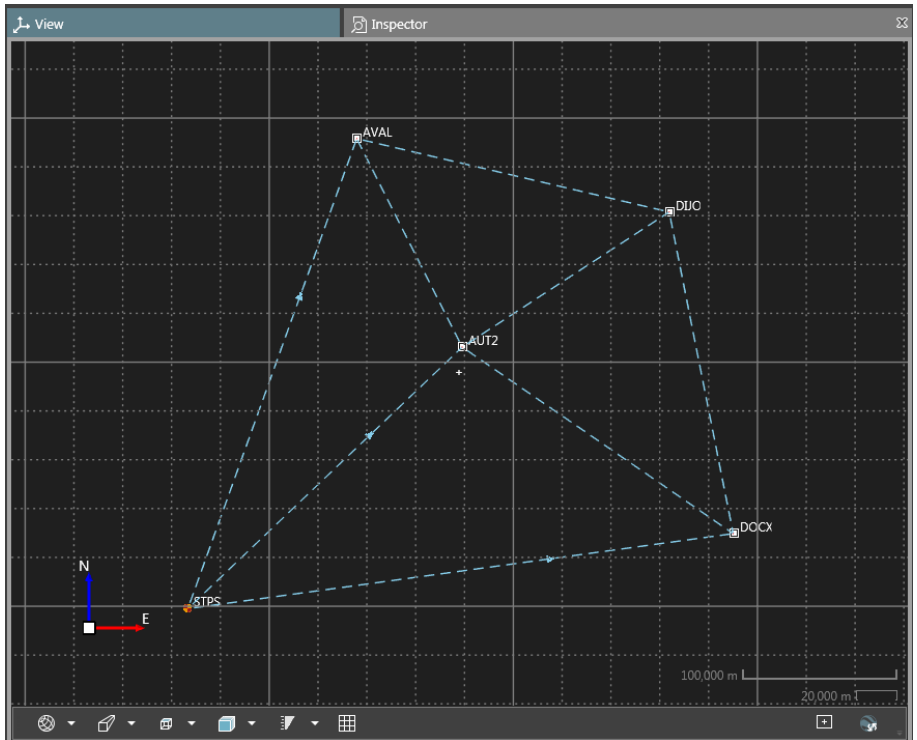 View
Inspector
AVAL
DIJO
AUT2
DOCX
N
STPS
E
100,000 m
20,000 m